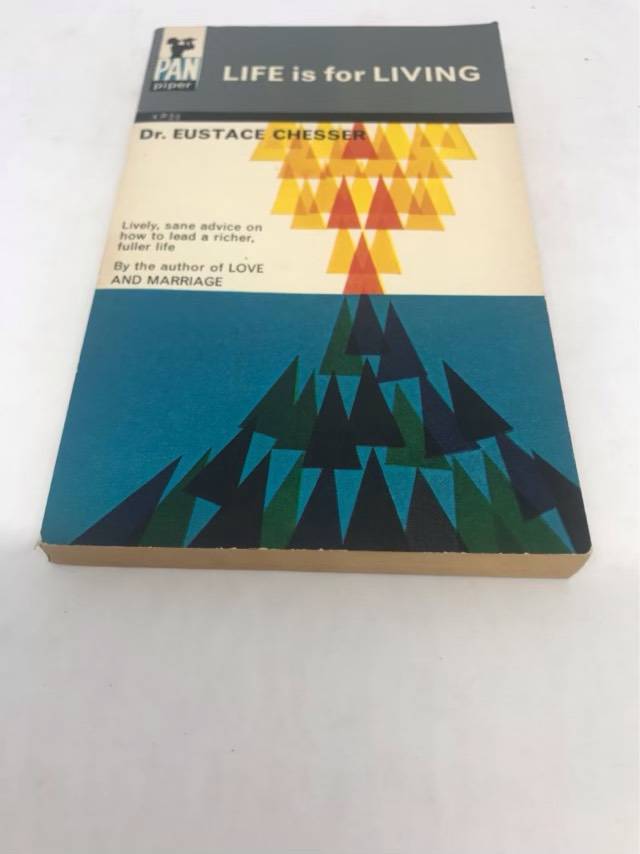 PAN
piper
LIFE is for LIVING
Dr. EUSTACE CHESSER
Lively, sane advice on
how to lead a richer,
fuller life
By the author of LOVE
AND MARRIAGE